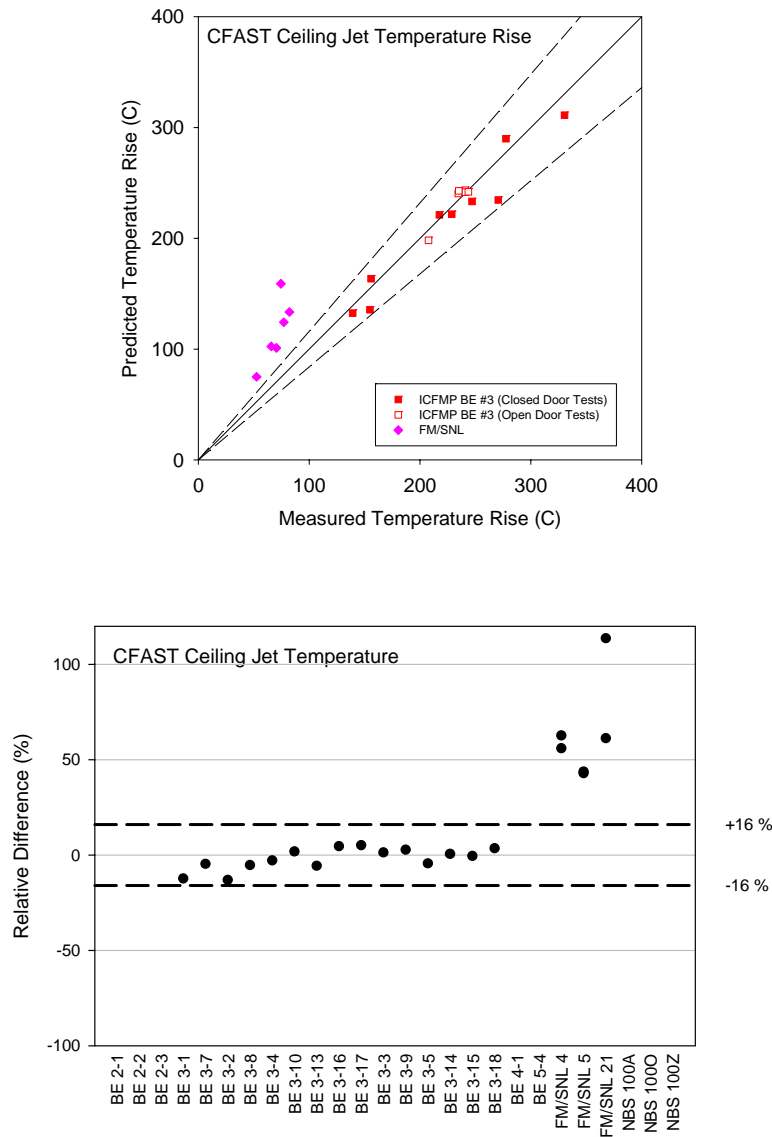 CFAST Ceiling Jet Temperature Rise
400
300
200
100
0
Predicted Temperature Rise (C)
ICFMP BE #3 (Closed Door Tests)
ICFMP BE #3 (Open Door Tests)
FM/SNL
0 100 200 300 400
Measured Temperature Rise (C)
CFAST Ceiling Jet Temperature
100
50
0
-50
-100
Relative Difference (%)
+16 %
-16 %
BE 2-1
BE 2-2
BE 2-3
BE 3-1
BE 3-7
BE 3-2
BE 3-8
BE 3-4
BE 3-10
BE 3-13
BE 3-16
BE 3-17
BE 3-3
BE 3-9
BE 3-5
BE 3-14
BE 3-15
BE 3-18
BE 4-1
BE 5-4
FM/SNL 4
FM/SNL 5
FM/SNL 21
NBS 100A
NBS 100O
NBS 100Z